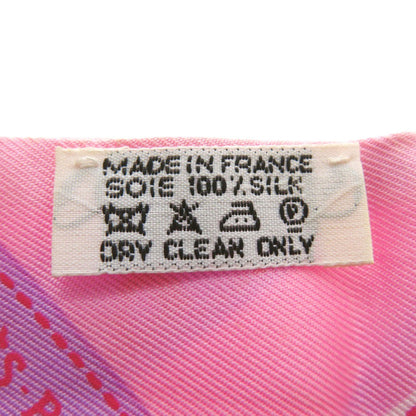 MADE IN FRANCE
SOIE 100% SILK
P
DRY CLEAN ONLY